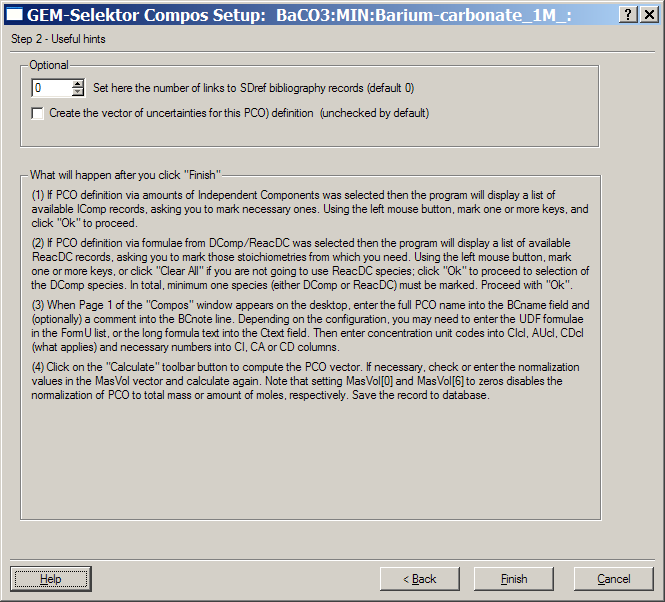 GEM-Selektor Compos Setup:  BaCO3:MIN:Barium-carbonate_1M_:
Step 2 - Useful hints
Optional
0 Set here the number of links to SDref bibliography records (default 0)
Create the vector of uncertainties for this PCO) definition  (unchecked by default)
What will happen after you click "Finish"
(1) If PCO definition via amounts of Independent Components was selected then the program will display a list of
available IComp records, asking you to mark necessary ones. Using the left mouse button, mark one or more keys, and
click "Ok" to proceed.
(2) If PCO definition via formulae from DComp/ReacDC was selected then the program will display a list of available
ReacDC records, asking you to mark those stoichiometries from which you need. Using the left mouse button, mark
one or more keys, or click "Clear All" if you are not going to use ReacDC species; click "Ok" to proceed to selection of
the DComp species. In total, minimum one species (either DComp or ReacDC) must be marked. Proceed with "Ok".
(3) When Page 1 of the "Compos" window appears on the desktop, enter the full PCO name into the BCname field and
(optionally) a comment into the BCnote line. Depending on the configuration, you may need to enter the UDF formulae
in the FormU list, or the long formula text into the Ctext field. Then enter concentration unit codes into CIcl, AUcl, CDcl
(what applies) and necessary numbers into CI, CA or CD columns.
(4) Click on the "Calculate" toolbar button to compute the PCO vector. If necessary, check or enter the normalization
values in the MasVol vector and calculate again. Note that setting MasVol[0] and MasVol[6] to zeros disables the
normalization of PCO to total mass or amount of moles, respectively. Save the record to database.
Help
< Back
Finish
Cancel